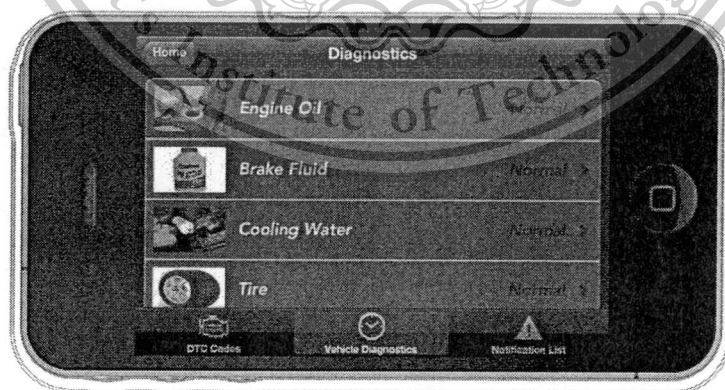 s Institute of Technolo
Home
Diagnostics
Engine Oil
Normal >
Brake Fluid
Normal >
Cooling Water
Normal >
Tire
Normal >
DTC Codes
Vehicle Diagnostics
Notification List